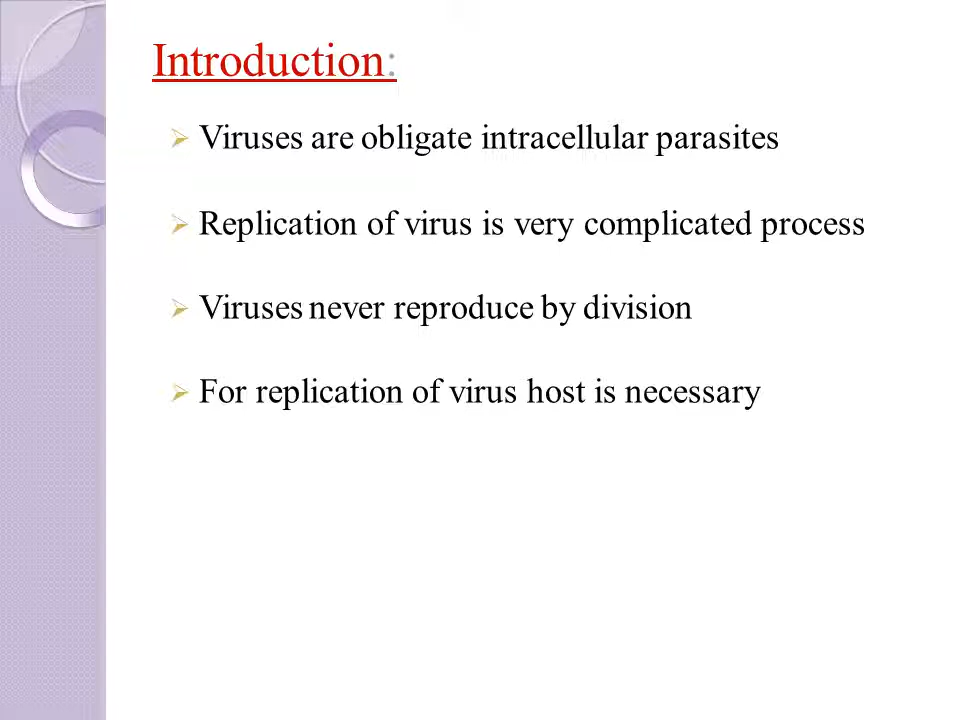 Introduction:
Viruses are obligate intracellular parasites
Replication of virus is very complicated process
Viruses never reproduce by division
For replication of virus host is necessary